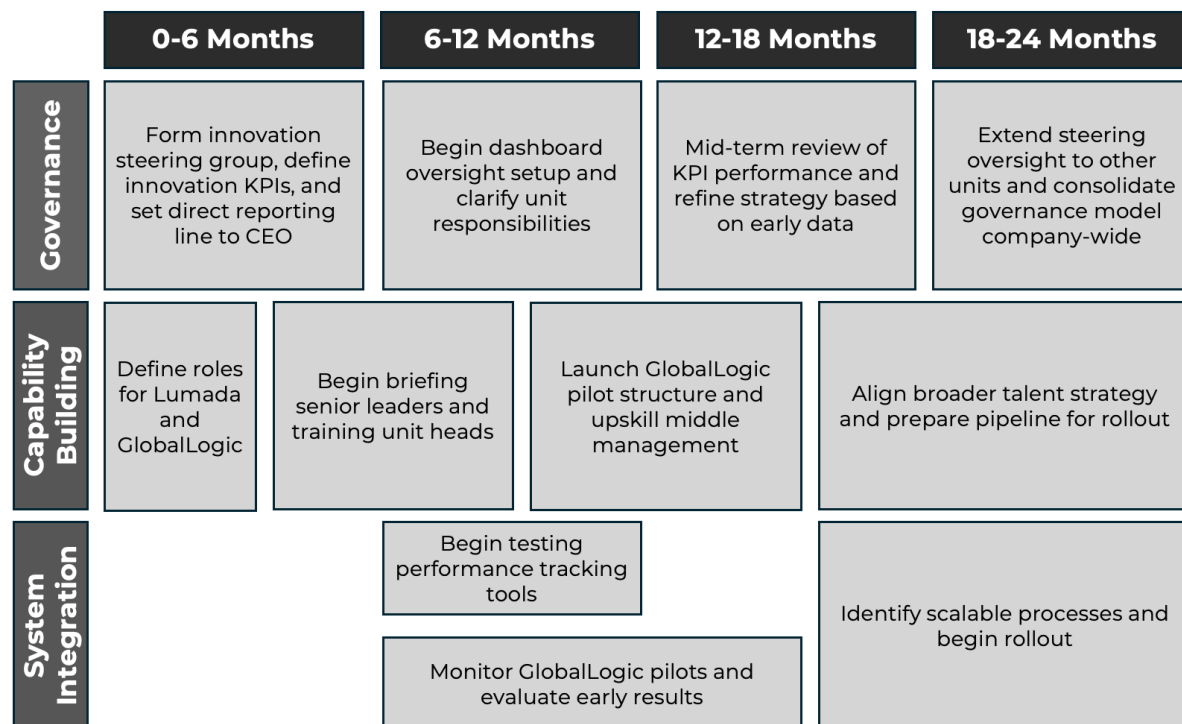 0-6 Months
6-12 Months
12-18 Months
18-24 Months
Governance
Form innovation
steering group, define
innovation KPIs, and
set direct reporting
line to CEO
Begin dashboard
oversight setup and
clarify unit
responsibilities
Mid-term review of
KPI performance and
refine strategy based
on early data
Extend steering
oversight to other
units and consolidate
governance model
company-wide
Capability
Building
Define roles
for Lumada
and
GlobalLogic
Begin briefing
senior leaders and
training unit heads
Launch GlobalLogic
pilot structure and
upskill middle
management
Align broader talent strategy
and prepare pipeline for rollout
System
Integration
Begin testing
performance tracking
tools
Monitor GlobalLogic pilots and
evaluate early results
Identify scalable processes and
begin rollout